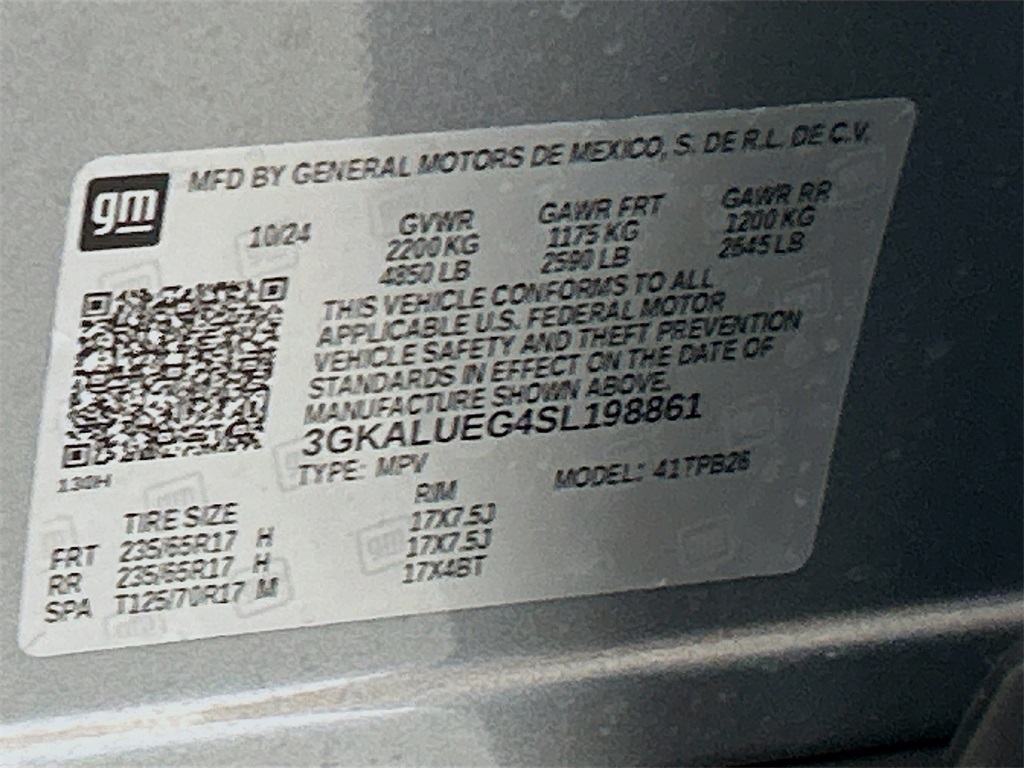 gm
MFD BY GENERAL MOTORS DE MEXICO, S. DE R.L. DE C.V.
10/24 GVWR GAWR FRT GAWR RR
2200 KG 1175 KG 1200 KG
4850 LB 2590 LB 2645 LB
THIS VEHICLE CONFORMS TO ALL
APPLICABLE U.S. FEDERAL MOTOR
VEHICLE SAFETY AND THEFT PREVENTION
STANDARDS IN EFFECT ON THE DATE OF
MANUFACTURE SHOWN ABOVE.
3GKALUEG4SL198861
TYPE: MPV MODEL: 41TPB26
TIRE SIZE RIM
FRT 235/65R17 H 17X7.5J
RR 235/65R17 H 17X7.5J
SPA T125/70R17 M 17X4BT